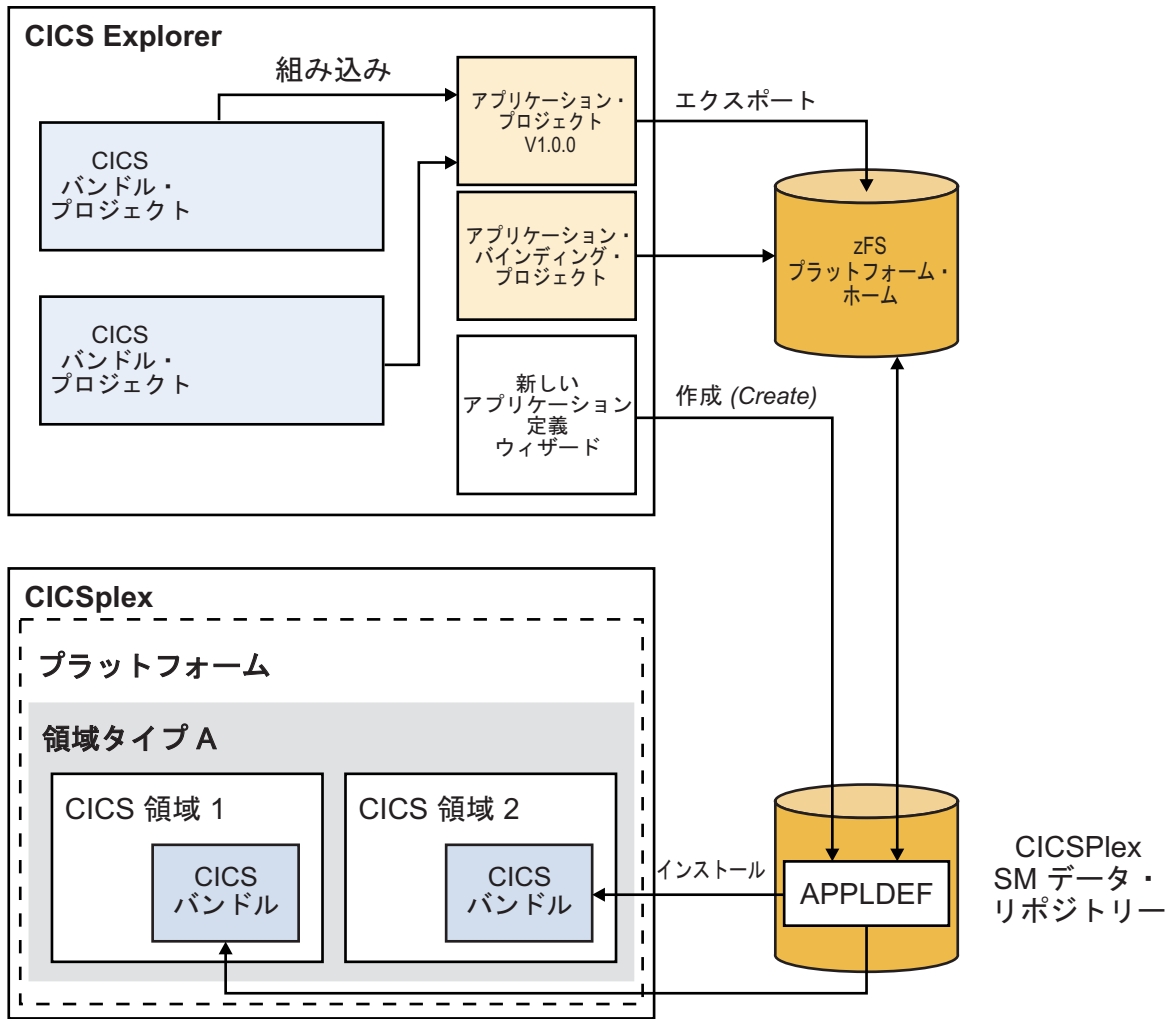 CICS Explorer
組み込み
CICS
バンドル・
プロジェクト
CICS
バンドル・
プロジェクト
アプリケーション・
プロジェクト
V1.0.0
アプリケーション・
バインディング・
プロジェクト
新しい
アプリケーション
定義
ウィザード
エクスポート
zFS
プラットフォーム・
ホーム
作成 (Create)
CICSplex
プラットフォーム
領域タイプ A
CICS 領域 1
CICS
バンドル
CICS 領域 2
CICS
バンドル
インストール
APPLDEF
CICSPlex
SM データ・
リポジトリー